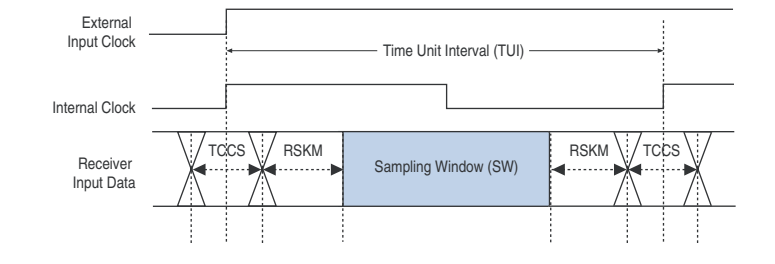 External
Input Clock
Time Unit Interval (TUI)
Internal Clock
TCCS
RSKM
Sampling Window (SW)
RSKM
TCCS
Receiver
Input Data